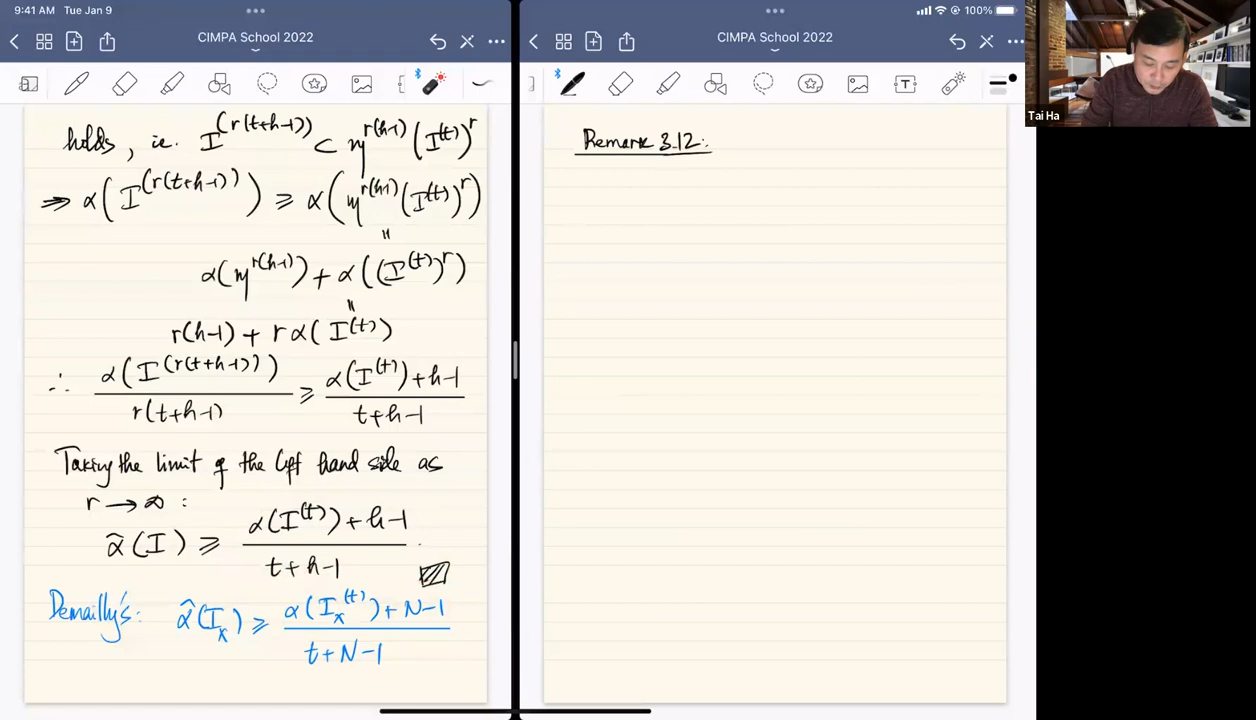 9:41 AM Tue Jan 9
100%
CIMPA School 2022
CIMPA School 2022
Tai Ha
holds, ie. I^(r(t+h-1)) ⊂ 𝔪^{r(h-1)} (I^(t))^r
⇒ α(I^(r(t+h-1))) ≥ α(𝔪^{r(h-1)} (I^(t))^r)
=
α(𝔪^{r(h-1)}) + α((I^(t))^r)
=
r(h-1) + r α(I^(t))
∴ α(I^(r(t+h-1))) / r(t+h-1) ≥ (α(I^(t)) + h-1) / (t+h-1)
Taking the limit of the left hand side as
r → ∞ :
α̂(I) ≥ (α(I^(t)) + h-1) / (t+h-1) .
Demailly's: α̂(I_X) ≥ (α(I_X^(t)) + N-1) / (t+N-1)
Remark 3.12: